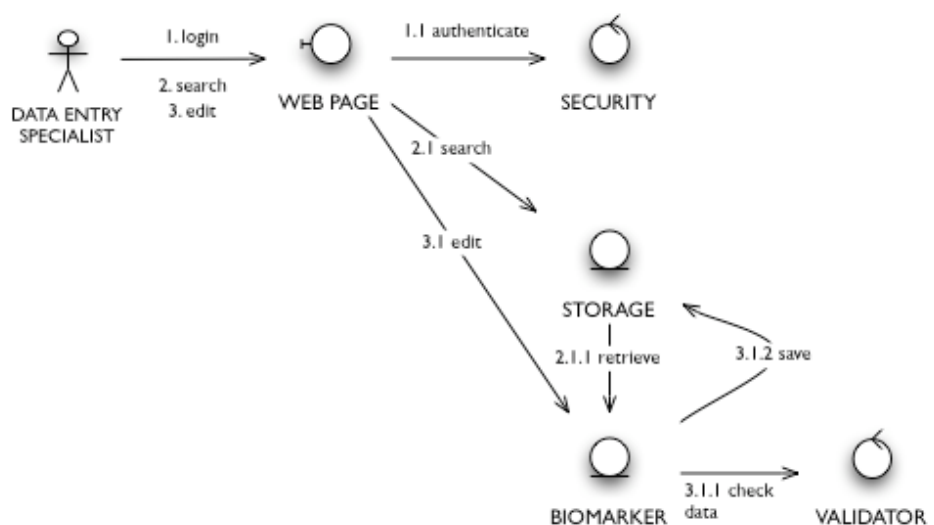 1. login
1.1 authenticate
2. search
3. edit
WEB PAGE
SECURITY
DATA ENTRY
SPECIALIST
2.1 search
3.1 edit
STORAGE
2.1.1 retrieve
3.1.2 save
3.1.1 check
data
BIOMARKER
VALIDATOR